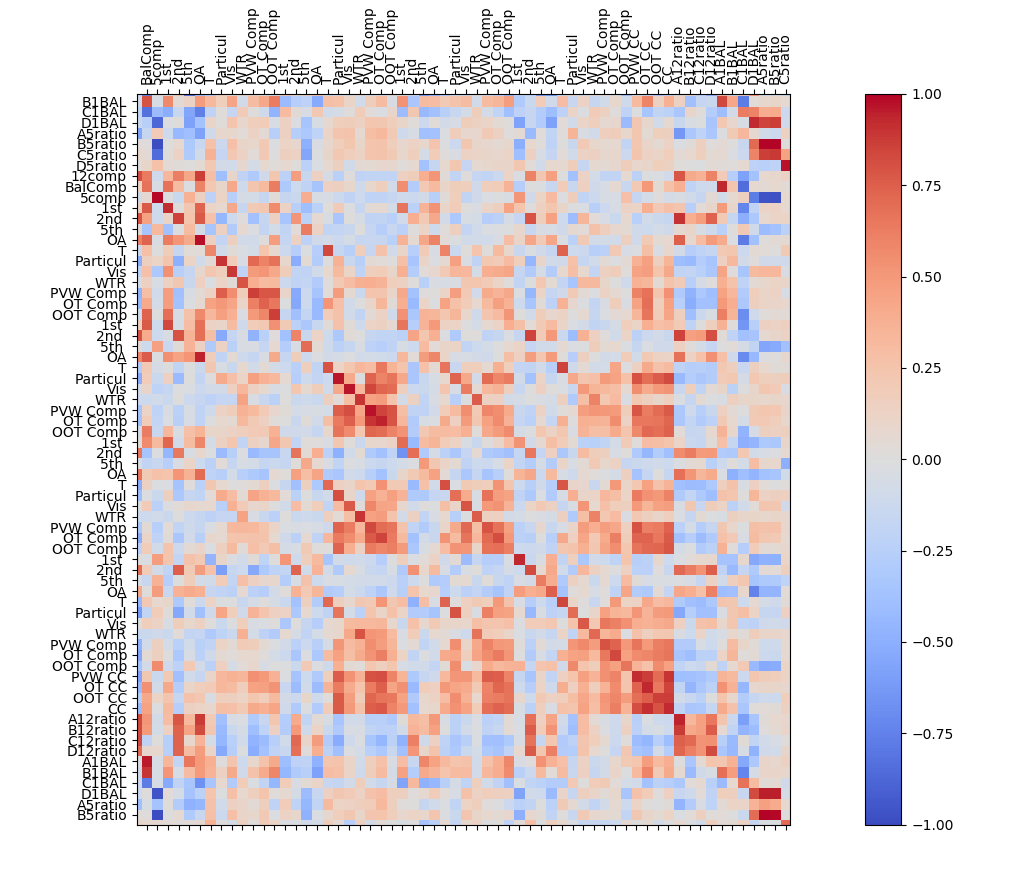 BalComp
5comp
1st
2nd
5th
OA
T
Particul
Vis
WTR
PVW Comp
OT Comp
OOT Comp
1st
2nd
5th
OA
T
Particul
Vis
WTR
PVW Comp
OT Comp
OOT Comp
1st
2nd
5th
OA
T
Particul
Vis
WTR
PVW Comp
OT Comp
OOT Comp
1st
2nd
5th
OA
T
Particul
Vis
WTR
PVW Comp
OT Comp
OOT Comp
PVW CC
OT CC
OOT CC
CC
A12ratio
B12ratio
C12ratio
D12ratio
A1BAL
B1BAL
C1BAL
D1BAL
A5ratio
B5ratio
C5ratio
B1BAL
C1BAL
D1BAL
A5ratio
B5ratio
C5ratio
D5ratio
12comp
BalComp
5comp
1st
2nd
5th
OA
T
Particul
Vis
WTR
PVW Comp
OT Comp
OOT Comp
1st
2nd
5th
OA
T
Particul
Vis
WTR
PVW Comp
OT Comp
OOT Comp
1st
2nd
5th
OA
T
Particul
Vis
WTR
PVW Comp
OT Comp
OOT Comp
1st
2nd
5th
OA
T
Particul
Vis
WTR
PVW Comp
OT Comp
OOT Comp
PVW CC
OT CC
OOT CC
CC
A12ratio
B12ratio
C12ratio
D12ratio
A1BAL
B1BAL
C1BAL
D1BAL
A5ratio
B5ratio
1.00
0.75
0.50
0.25
0.00
−0.25
−0.50
−0.75
−1.00